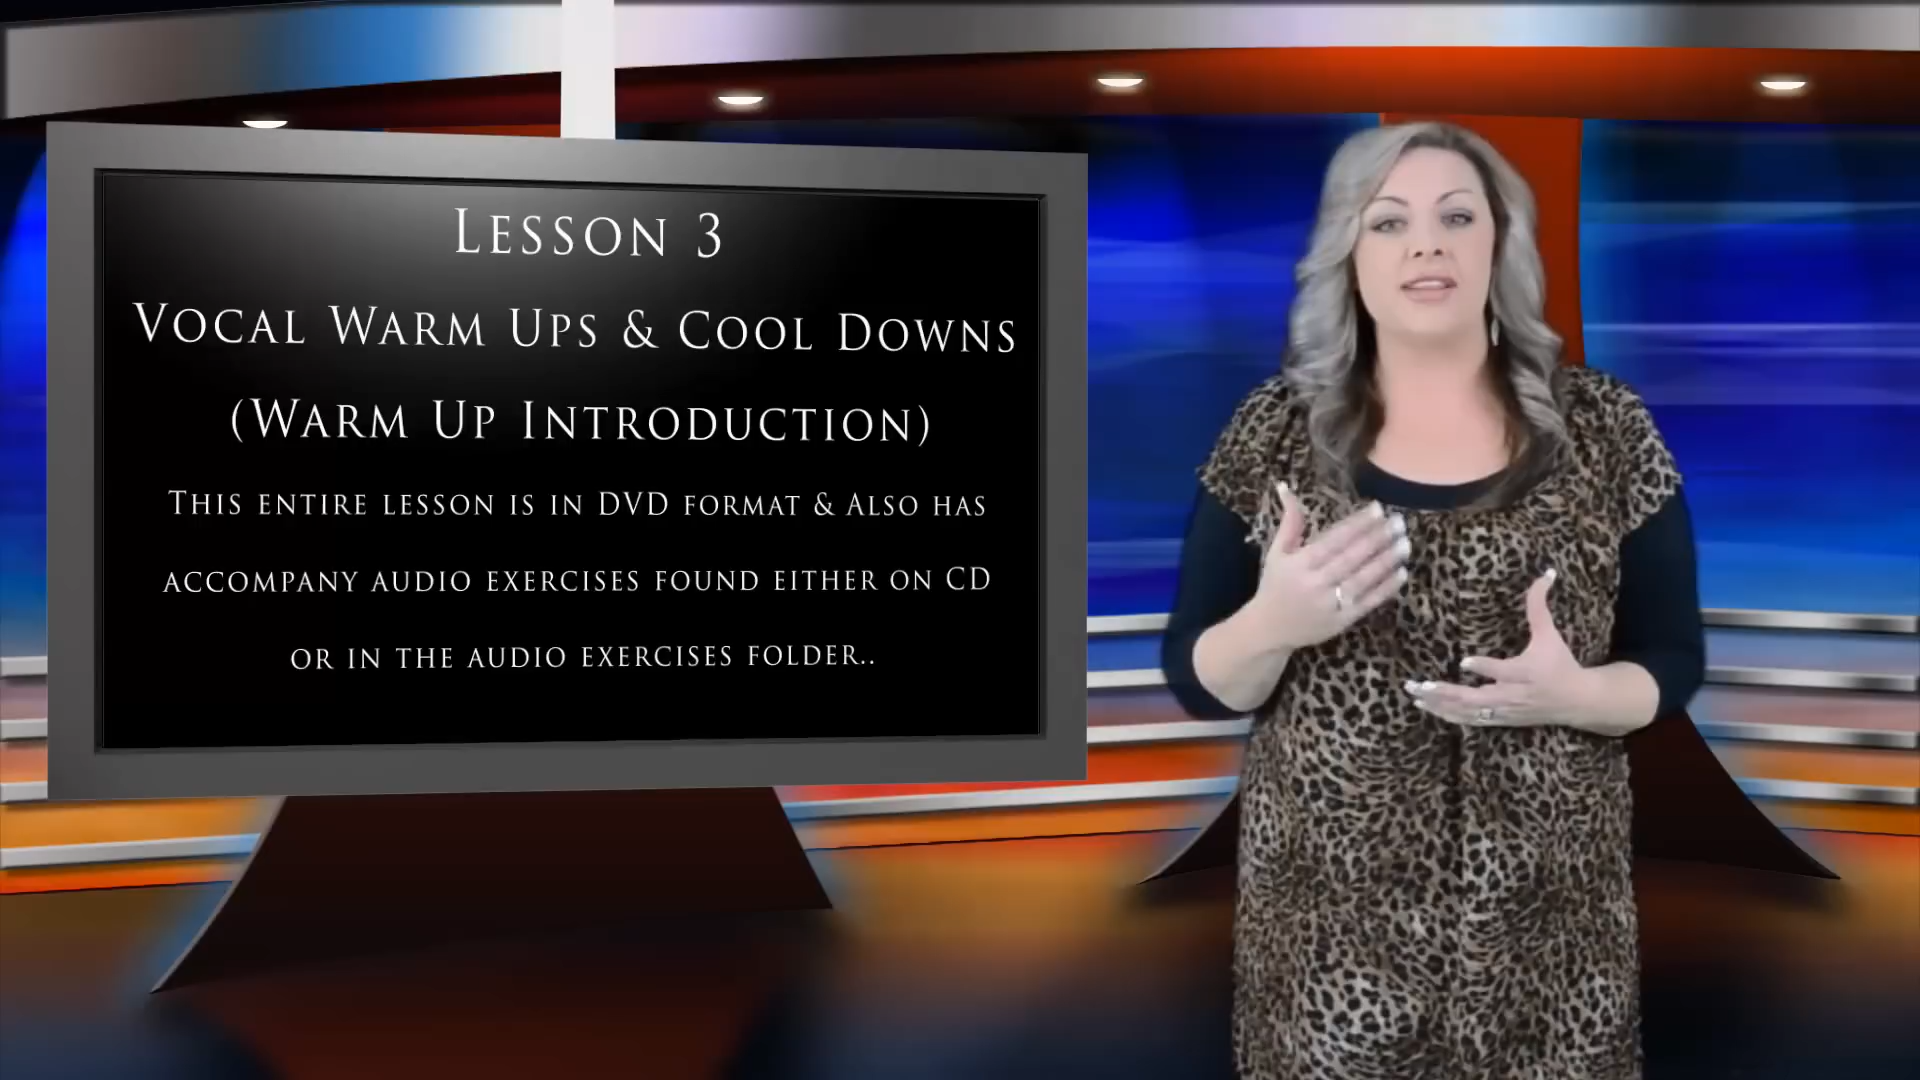 Lesson 3
Vocal Warm Ups & Cool Downs
(Warm Up Introduction)
This entire lesson is in DVD format & Also has
accompany audio exercises found either on CD
or in the audio exercises folder..